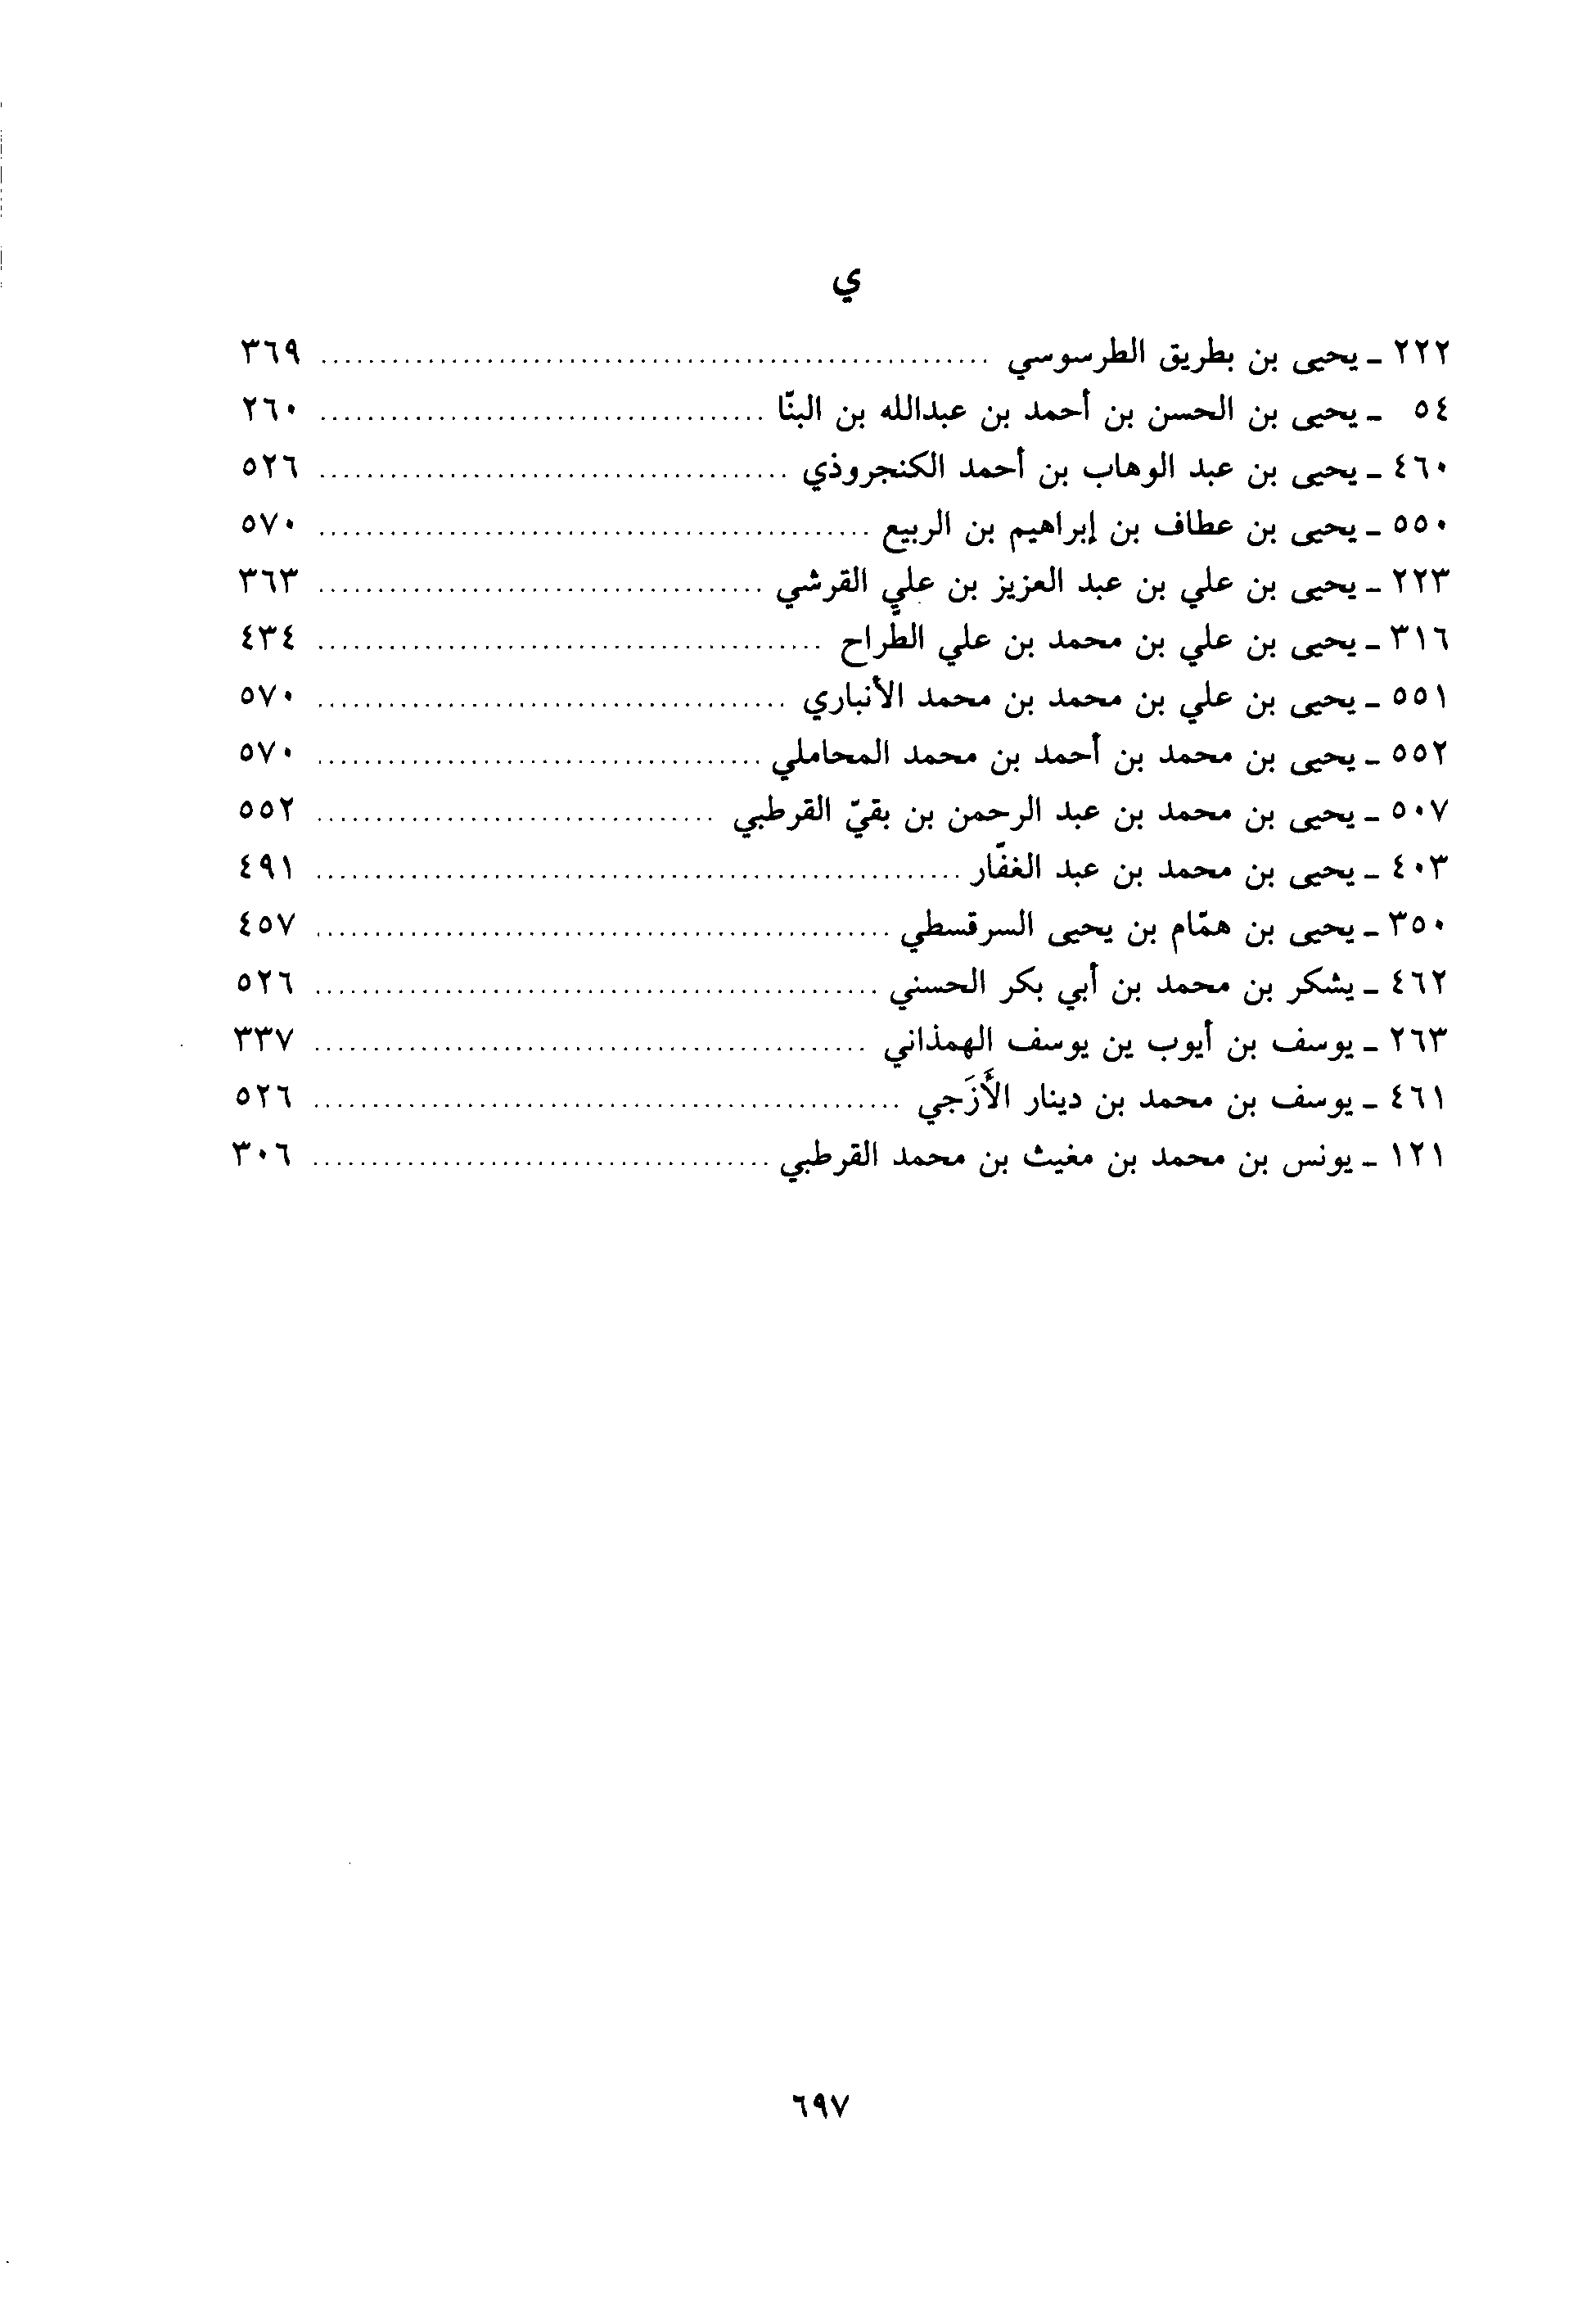 ي
٢٢٢ - يحيى بن بطريق الطرسوسي ........ ٣٦٩
٥٤ - يحيى بن الحسن بن أحمد بن عبدالله بن البنّا ........ ٢٦٠
٤٦٠ - يحيى بن عبد الوهاب بن أحمد الكنجروذي ........ ٥٢٦
٥٥٠ - يحيى بن عطاف بن إبراهيم بن الربيع ........ ٥٧٠
٢٢٣ - يحيى بن علي بن عبد العزيز بن علي القرشي ........ ٣٦٣
٣١٦ - يحيى بن علي بن محمد بن علي الطّراح ........ ٤٣٤
٥٥١ - يحيى بن علي بن محمد بن محمد الأنباري ........ ٥٧٠
٥٥٢ - يحيى بن محمد بن أحمد بن محمد المحاملي ........ ٥٧٠
٥٠٧ - يحيى بن محمد بن عبد الرحمن بن بقيّ القرطبي ........ ٥٥٢
٤٠٣ - يحيى بن محمد بن عبد الغفّار ........ ٤٩١
٣٥٠ - يحيى بن همّام بن يحيى السرقسطي ........ ٤٥٧
٤٦٢ - يشكر بن محمد بن أبي بكر الحسني ........ ٥٢٦
٢٦٣ - يوسف بن أيوب ين يوسف الهمذاني ........ ٣٣٧
٤٦١ - يوسف بن محمد بن دينار الأَزَجي ........ ٥٢٦
١٢١ - يونس بن محمد بن مغيث بن محمد القرطبي ........ ٣٠٦
٦٩٧